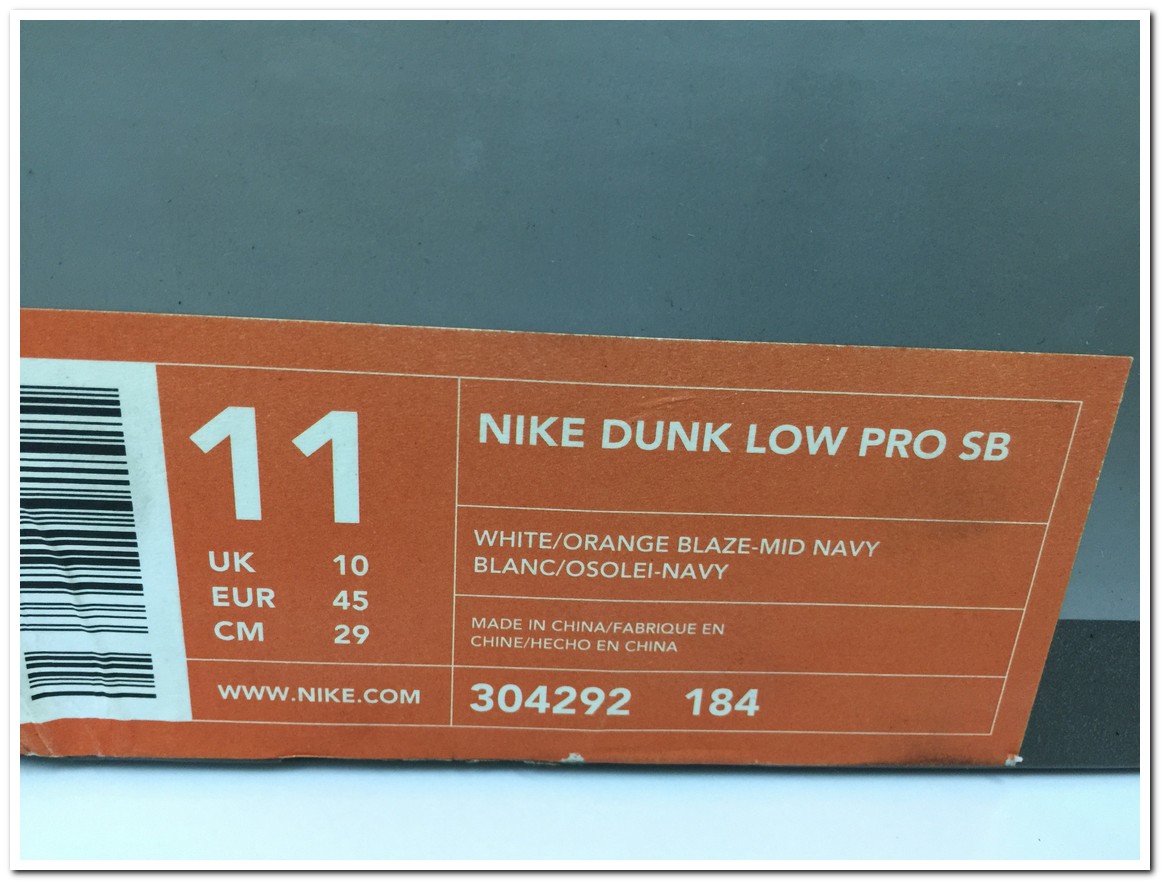 11
UK 10
EUR 45
CM 29
WWW.NIKE.COM
NIKE DUNK LOW PRO SB
WHITE/ORANGE BLAZE-MID NAVY
BLANC/OSOLEI-NAVY
MADE IN CHINA/FABRIQUE EN
CHINE/HECHO EN CHINA
304292 184